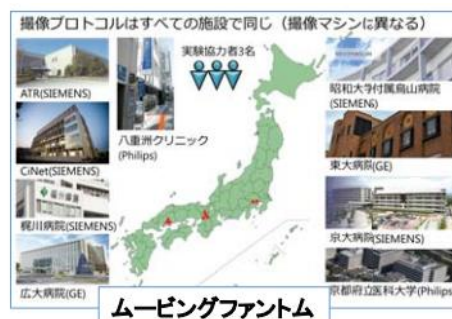 撮像プロトコルはすべての施設で同じ（撮像マシンに異なる）
実験協力者3名
ATR(SIEMENS)
八重洲クリニック
(Philips)
CiNet(SIEMENS)
梶川病院(SIEMENS)
広大病院(GE)
昭和大学付属烏山病院
(SIEMENS)
東大病院(GE)
京大病院(SIEMENS)
京都府立医科大学(Philips)
ムービングファントム